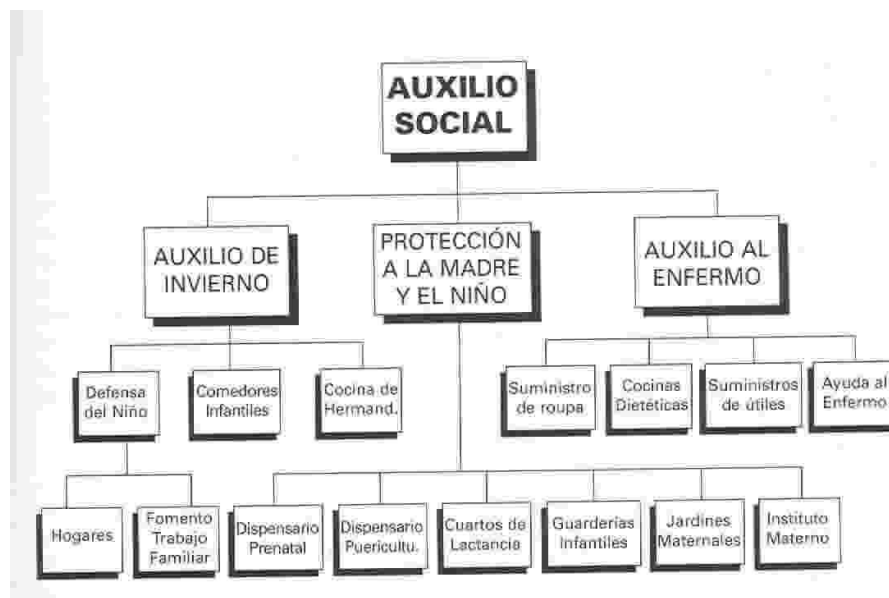 AUXILIO
SOCIAL
AUXILIO DE
INVIERNO
PROTECCIÓN
A LA MADRE
Y EL NIÑO
AUXILIO AL
ENFERMO
Defensa
del Niño
Comedores
Infantiles
Cocina de
Hermand.
Suministro
de roupa
Cocinas
Dietéticas
Suministros
de útiles
Ayuda al
Enfermo
Hogares
Fomento
Trabajo
Familiar
Dispensario
Prenatal
Dispensario
Puericultu.
Cuartos de
Lactancia
Guarderías
Infantiles
Jardines
Maternales
Instituto
Materno